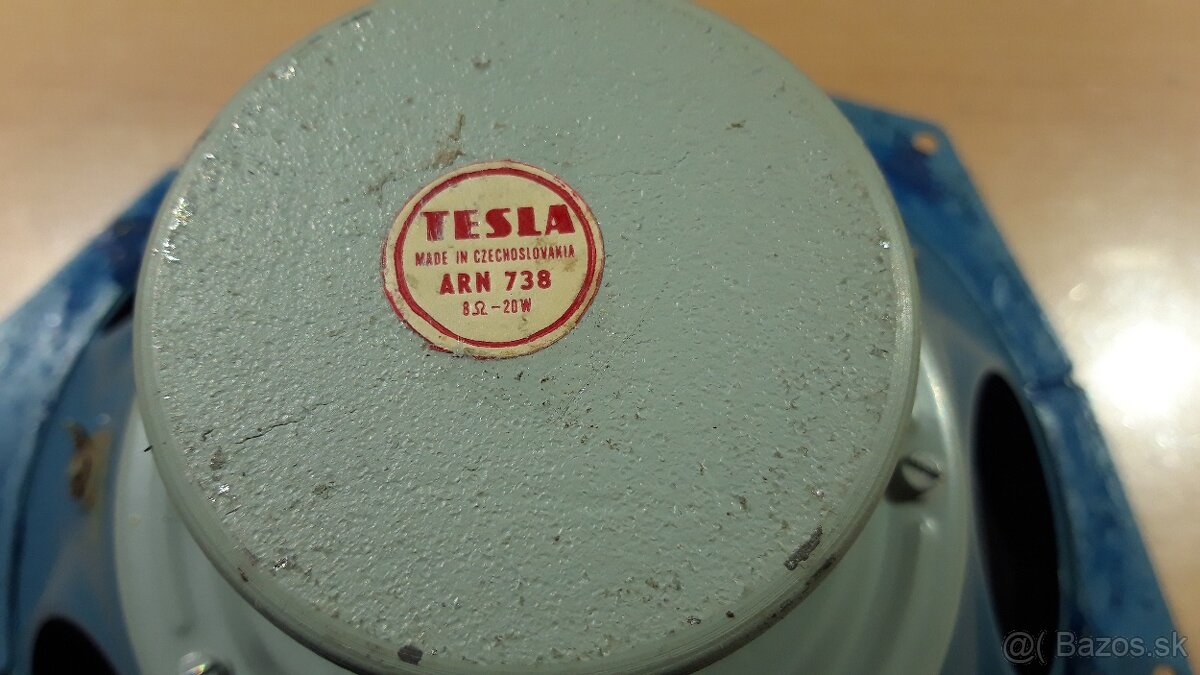 TESLA
MADE IN CZECHOSLOVAKIA
ARN 738
8Ω-20W
@( Bazos.sk